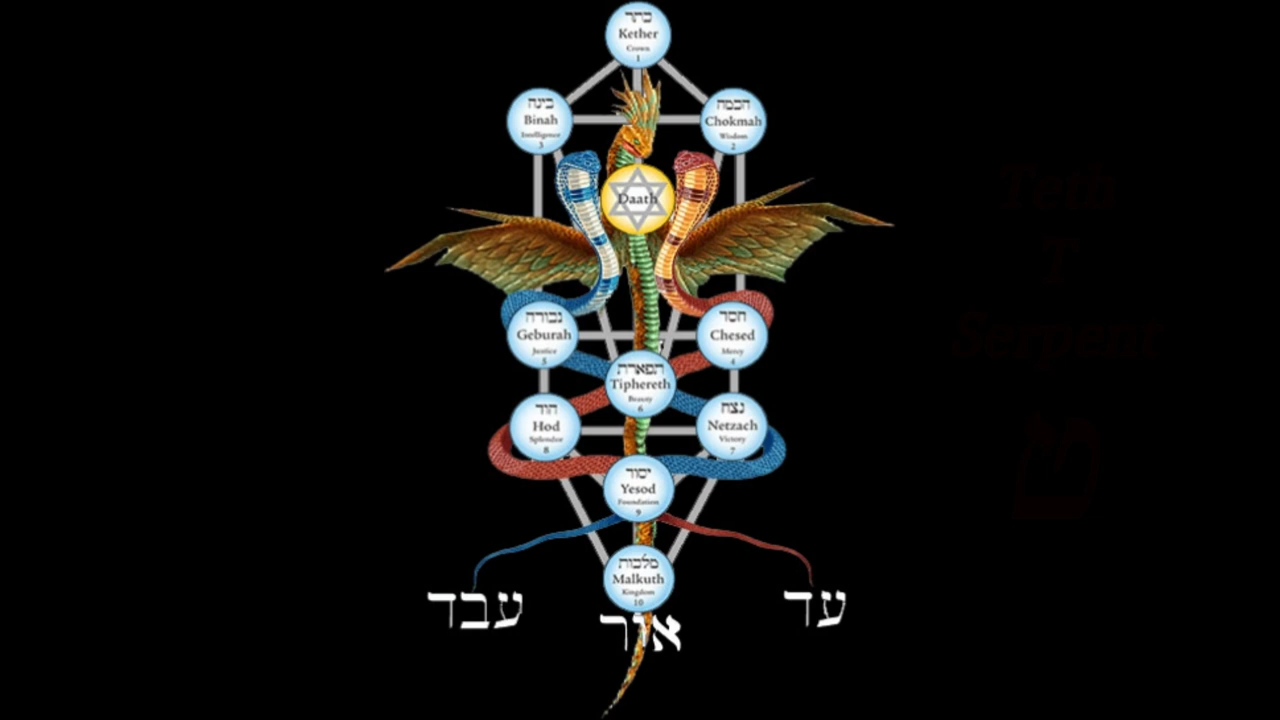 כתר
Kether
Crown
1
בינה
Binah
Intelligence
3
חכמה
Chokmah
Wisdom
2
Daath
גבורה
Geburah
Justice
5
חסד
Chesed
Mercy
4
תפארת
Tiphereth
Beauty
6
הוד
Hod
Splendor
8
נצח
Netzach
Victory
7
יסוד
Yesod
Foundation
9
מלכות
Malkuth
Kingdom
10
עבד
אור
עד
Teth
T
Serpent
ט